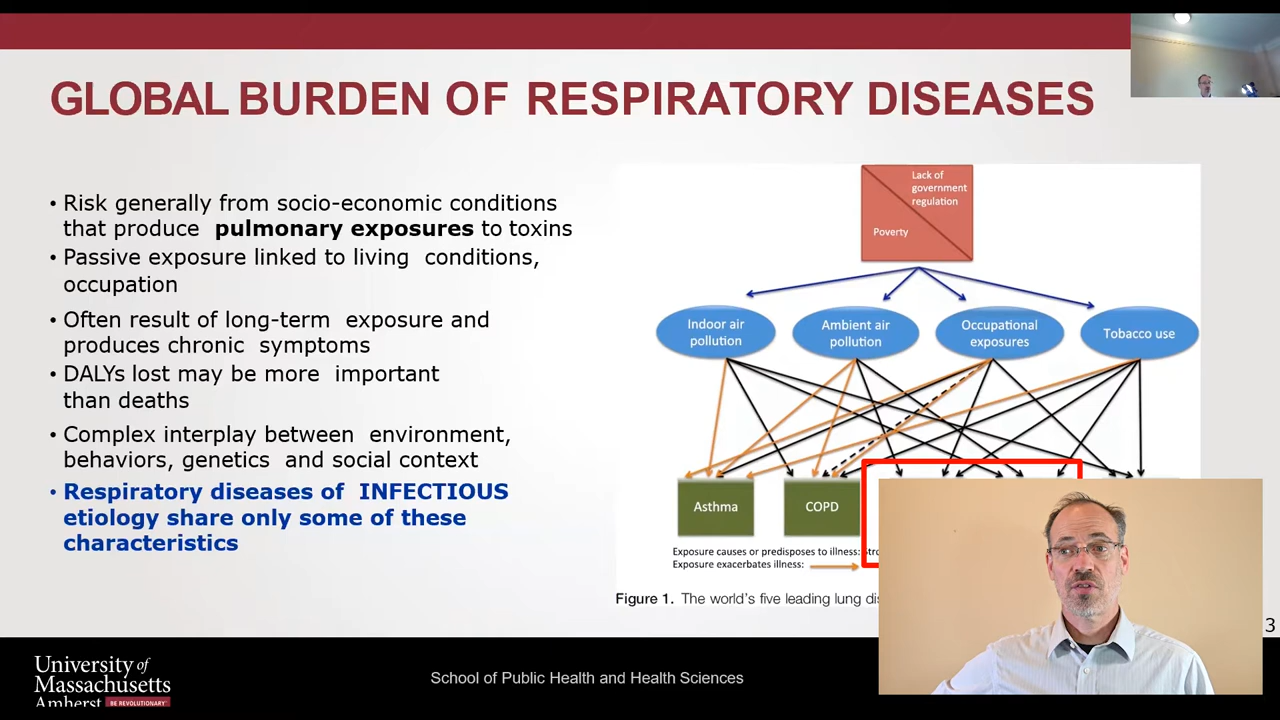 GLOBAL BURDEN OF RESPIRATORY DISEASES
• Risk generally from socio-economic conditions
that produce pulmonary exposures to toxins
• Passive exposure linked to living conditions,
occupation
• Often result of long-term exposure and
produces chronic symptoms
• DALYs lost may be more important
than deaths
• Complex interplay between environment,
behaviors, genetics and social context
• Respiratory diseases of INFECTIOUS
etiology share only some of these
characteristics
Lack of
government
regulation
Poverty
Indoor air
pollution
Ambient air
pollution
Occupational
exposures
Tobacco use
Asthma
COPD
Exposure causes or predisposes to illness:
Exposure exacerbates illness:
Figure 1. The world's five leading lung
3
University of
Massachusetts
Amherst BE REVOLUTIONARY
School of Public Health and Health Sciences